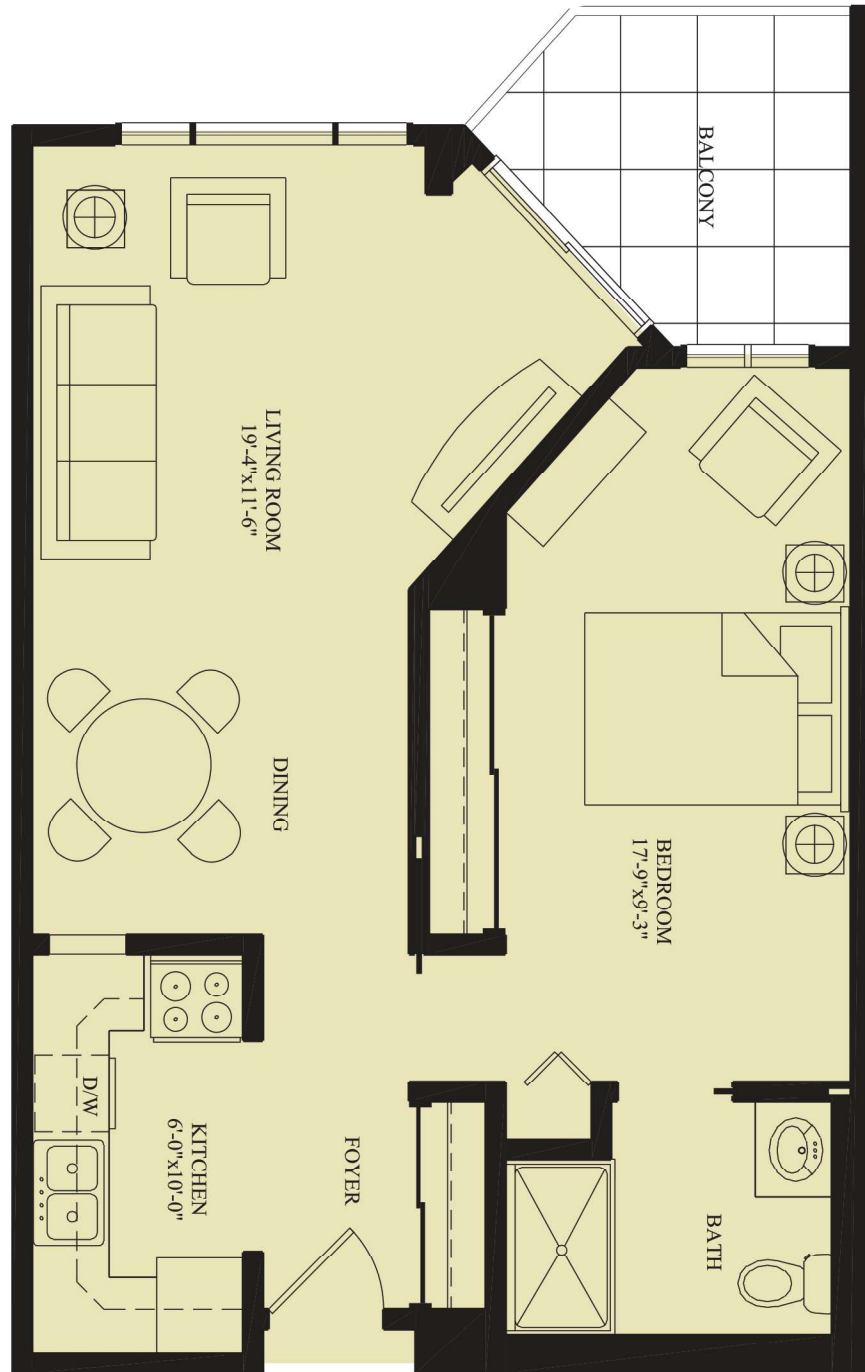 BALCONY
LIVING ROOM
19'-4"x11'-6"
DINING
BEDROOM
17'-9"x9'-3"
D/W
KITCHEN
6'-0"x10'-0"
FOYER
BATH